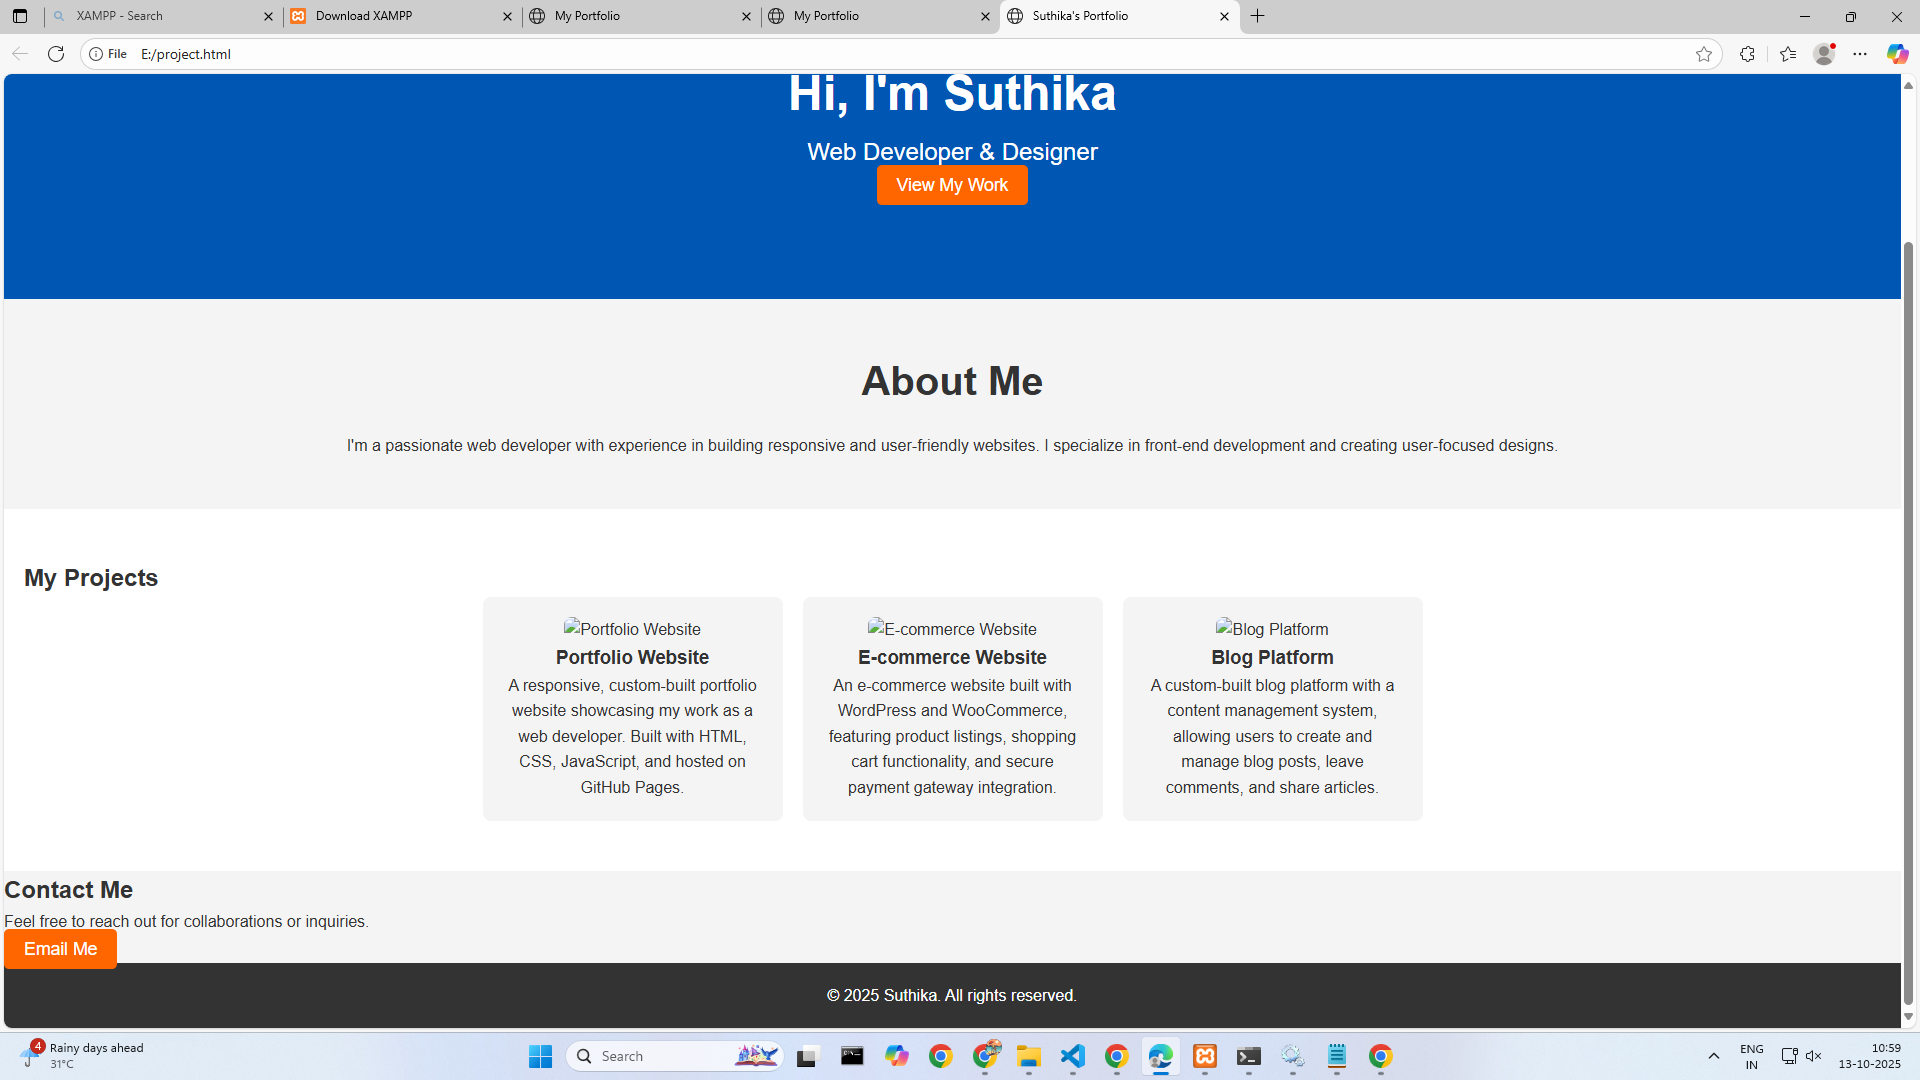 XAMPP - Search
Download XAMPP
My Portfolio
My Portfolio
Suthika's Portfolio
File
E:/project.html
Hi, I'm Suthika
Web Developer & Designer
View My Work
About Me
I'm a passionate web developer with experience in building responsive and user-friendly websites. I specialize in front-end development and creating user-focused designs.
My Projects
Portfolio Website
Portfolio Website
A responsive, custom-built portfolio
website showcasing my work as a
web developer. Built with HTML,
CSS, JavaScript, and hosted on
GitHub Pages.
E-commerce Website
E-commerce Website
An e-commerce website built with
WordPress and WooCommerce,
featuring product listings, shopping
cart functionality, and secure
payment gateway integration.
Blog Platform
Blog Platform
A custom-built blog platform with a
content management system,
allowing users to create and
manage blog posts, leave
comments, and share articles.
Contact Me
Feel free to reach out for collaborations or inquiries.
Email Me
© 2025 Suthika. All rights reserved.
4
Rainy days ahead
31°C
Search
ENG
IN
10:59
13-10-2025